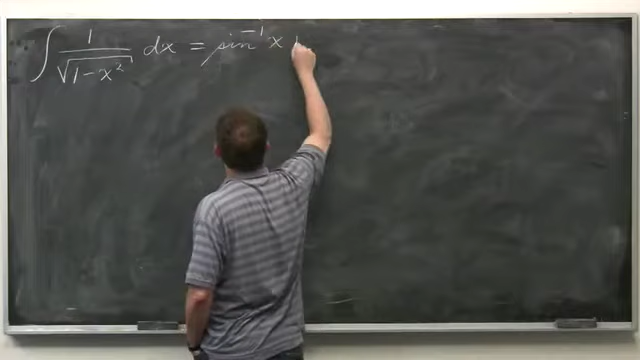 ∫ 1/√(1-x²) dx = sin⁻¹x